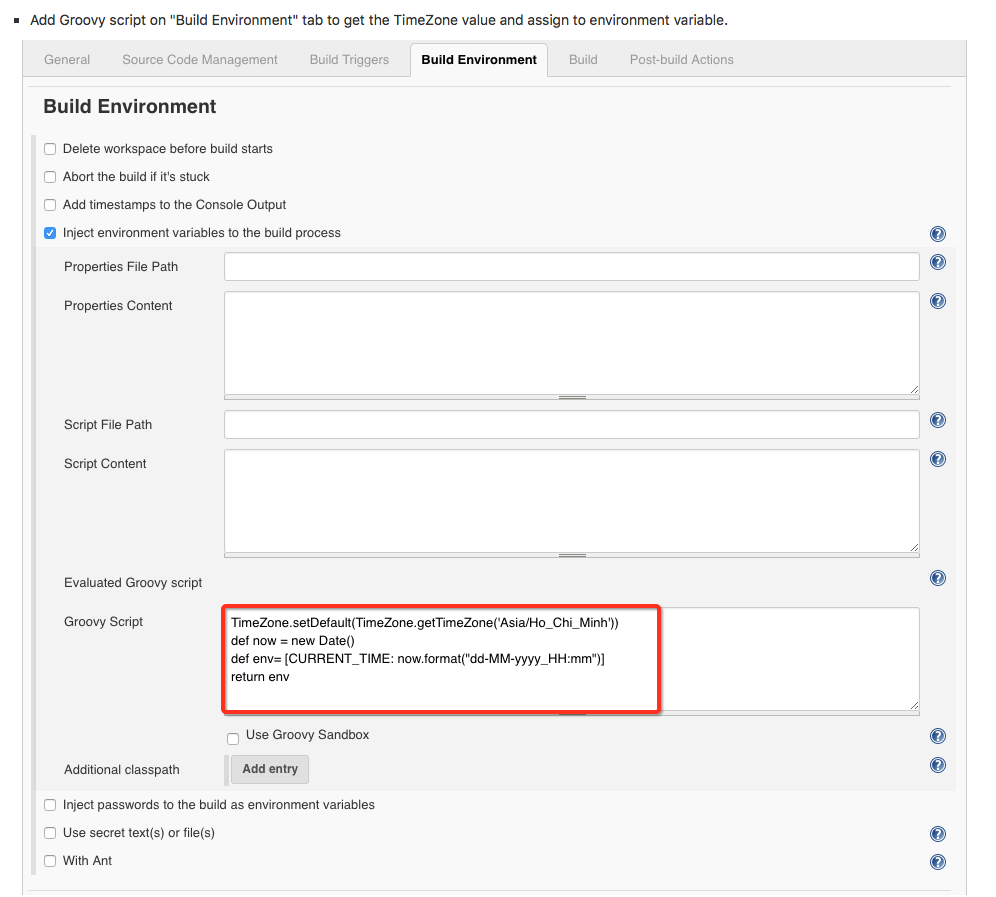 ▪ Add Groovy script on "Build Environment" tab to get the TimeZone value and assign to environment variable.
General Source Code Management Build Triggers Build Environment Build Post-build Actions
Build Environment
Delete workspace before build starts
Abort the build if it's stuck
Add timestamps to the Console Output
Inject environment variables to the build process
Properties File Path
Properties Content
Script File Path
Script Content
Evaluated Groovy script
Groovy Script
TimeZone.setDefault(TimeZone.getTimeZone('Asia/Ho_Chi_Minh'))
def now = new Date()
def env= [CURRENT_TIME: now.format("dd-MM-yyyy_HH:mm")]
return env
Use Groovy Sandbox
Additional classpath Add entry
Inject passwords to the build as environment variables
Use secret text(s) or file(s)
With Ant